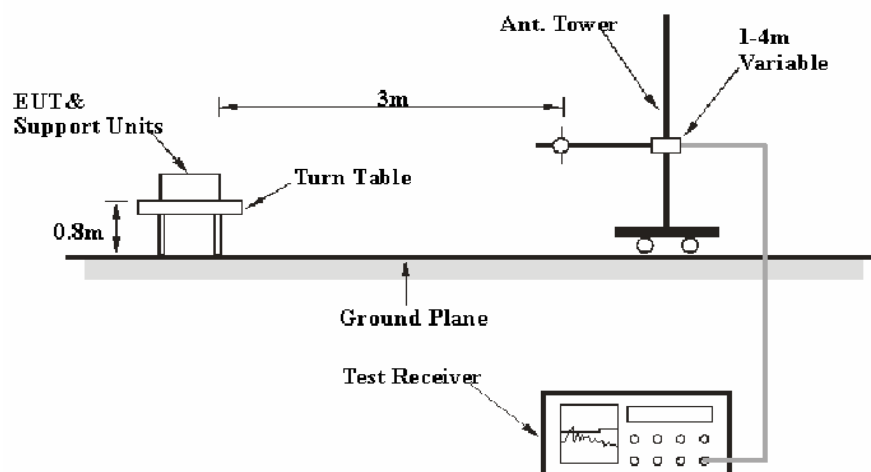 Ant. Tower
1-4m
Variable
3m
EUT &
Support Units
Turn Table
0.8m
Ground Plane
Test Receiver